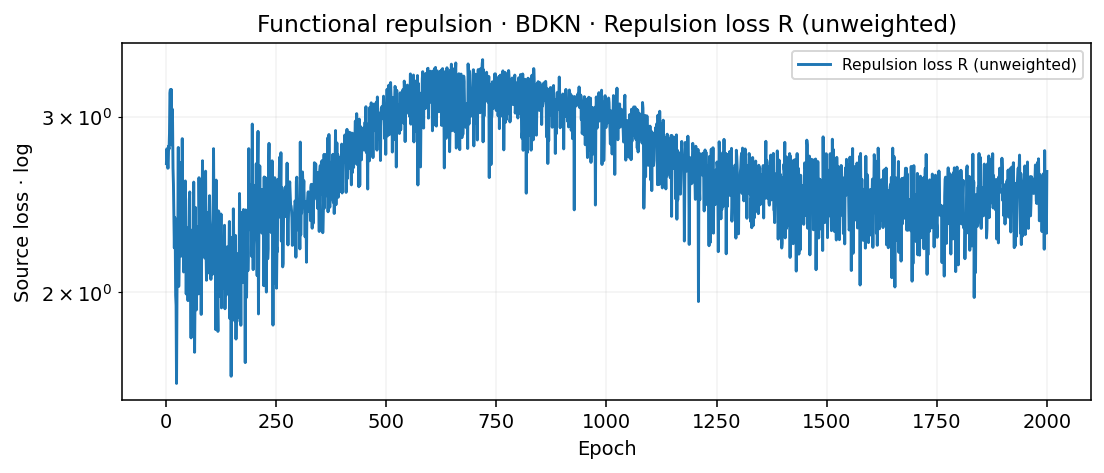 Functional repulsion · BDKN · Repulsion loss R (unweighted)
Repulsion loss R (unweighted)
Source loss · log
3 × 10⁰
2 × 10⁰
0 250 500 750 1000 1250 1500 1750 2000
Epoch